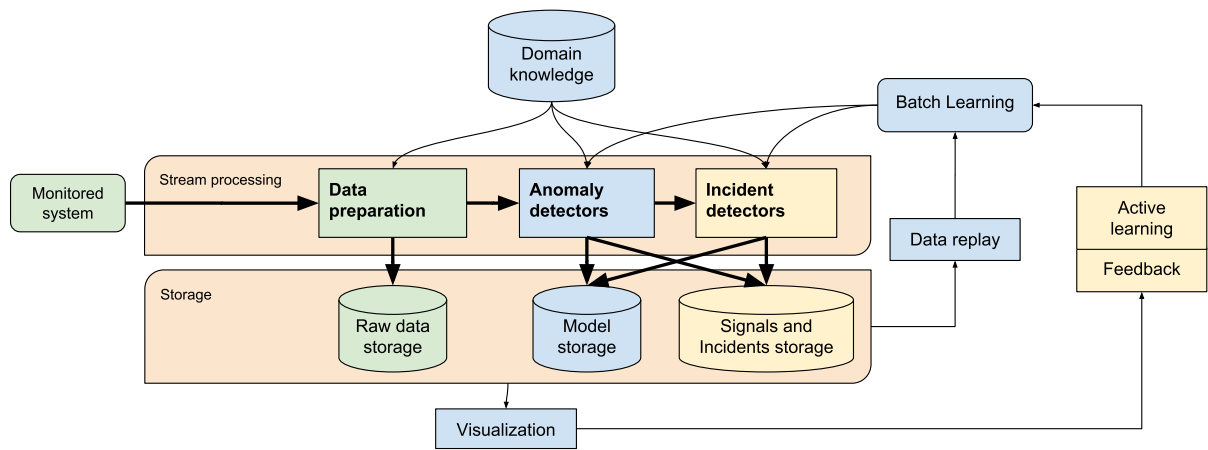 Domain
knowledge
Batch Learning
Stream processing
Monitored
system
Data
preparation
Anomaly
detectors
Incident
detectors
Active
learning
Feedback
Data replay
Storage
Raw data
storage
Model
storage
Signals and
Incidents storage
Visualization